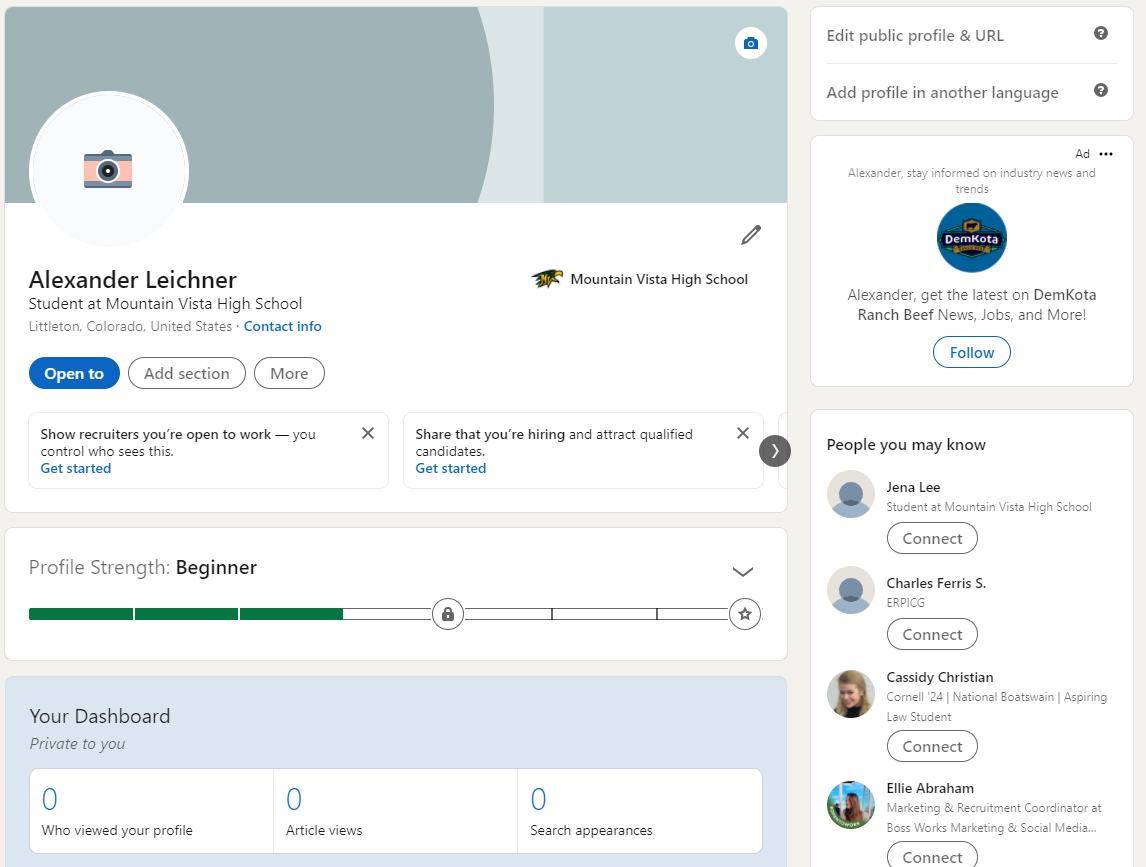 Alexander Leichner
Student at Mountain Vista High School
Littleton, Colorado, United States · Contact info
Mountain Vista High School
Open to
Add section
More
Show recruiters you're open to work — you
control who sees this.
Get started
Share that you're hiring and attract qualified
candidates.
Get started
Profile Strength: Beginner
Your Dashboard
Private to you
0
Who viewed your profile
0
Article views
0
Search appearances
Edit public profile & URL
Add profile in another language
Ad
Alexander, stay informed on industry news and
trends
DemKota
Alexander, get the latest on DemKota
Ranch Beef News, Jobs, and More!
Follow
People you may know
Jena Lee
Student at Mountain Vista High School
Connect
Charles Ferris S.
ERPICG
Connect
Cassidy Christian
Cornell '24 | National Boatswain | Aspiring
Law Student
Connect
Ellie Abraham
Marketing & Recruitment Coordinator at
Boss Works Marketing & Social Media...
Connect